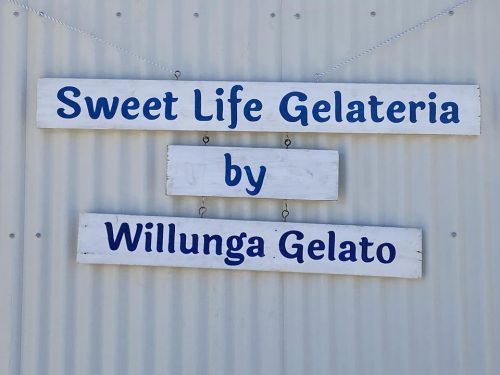 Sweet Life Gelateria
by
Willunga Gelato